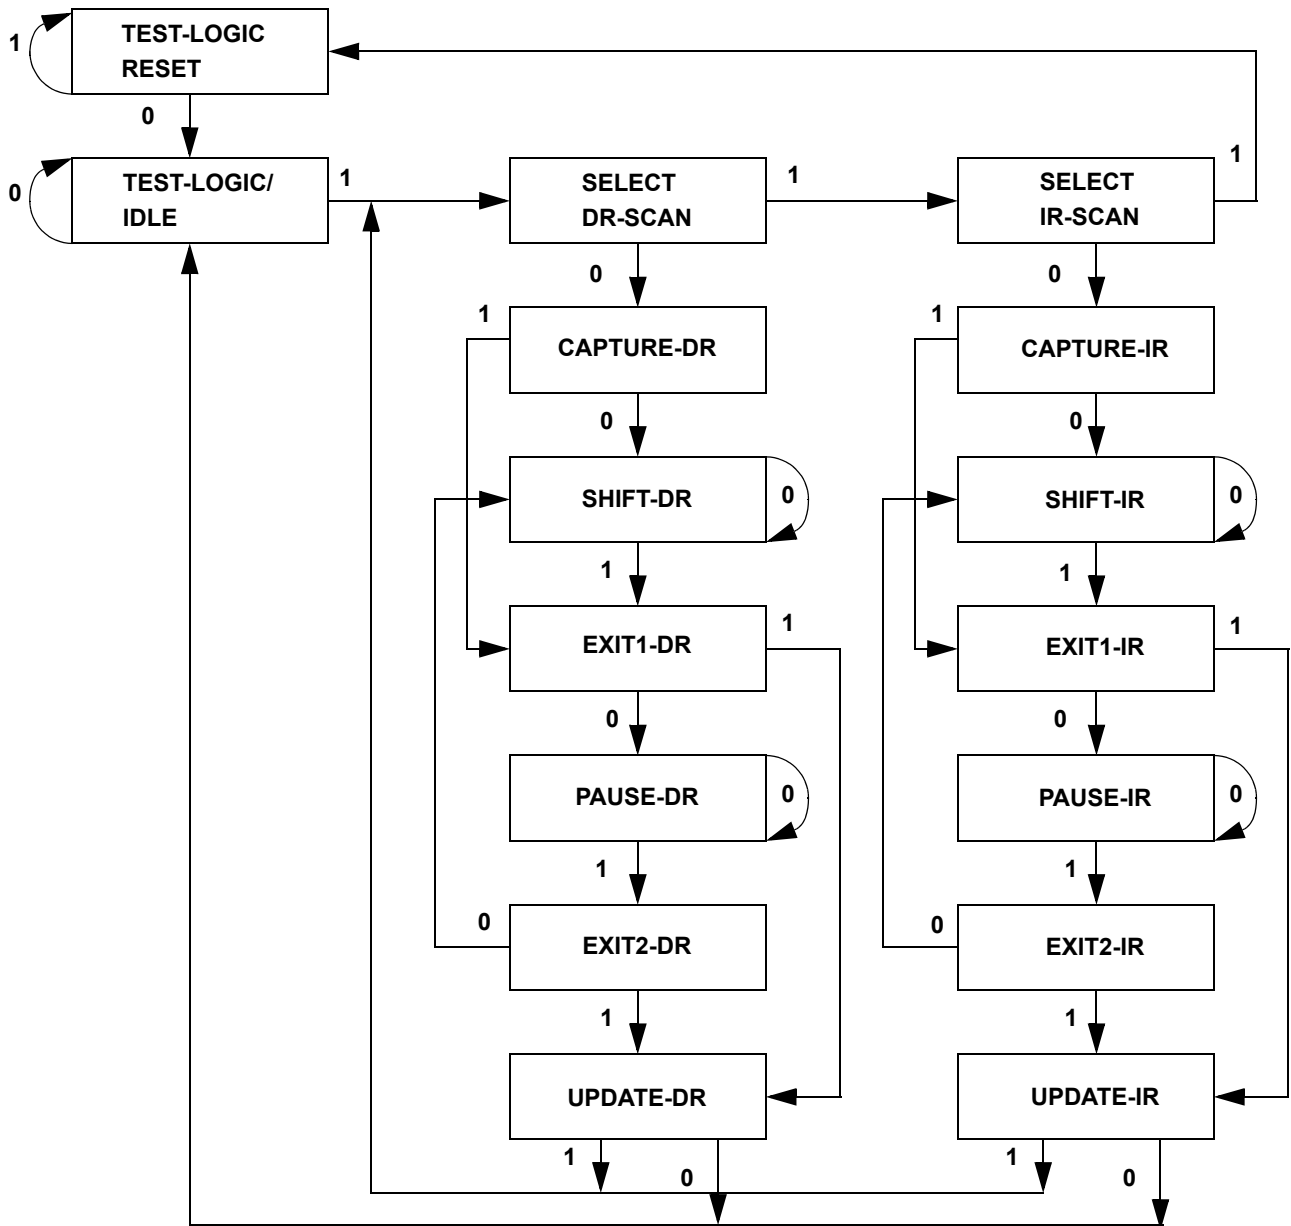 1
TEST-LOGIC
RESET
0
0
TEST-LOGIC/
IDLE
1
SELECT
DR-SCAN
1
SELECT
IR-SCAN
1
0
0
1
CAPTURE-DR
1
CAPTURE-IR
0
0
SHIFT-DR
0
SHIFT-IR
0
1
1
EXIT1-DR
1
EXIT1-IR
1
0
0
PAUSE-DR
0
PAUSE-IR
0
1
1
0
EXIT2-DR
0
EXIT2-IR
1
1
UPDATE-DR
UPDATE-IR
1
0
1
0